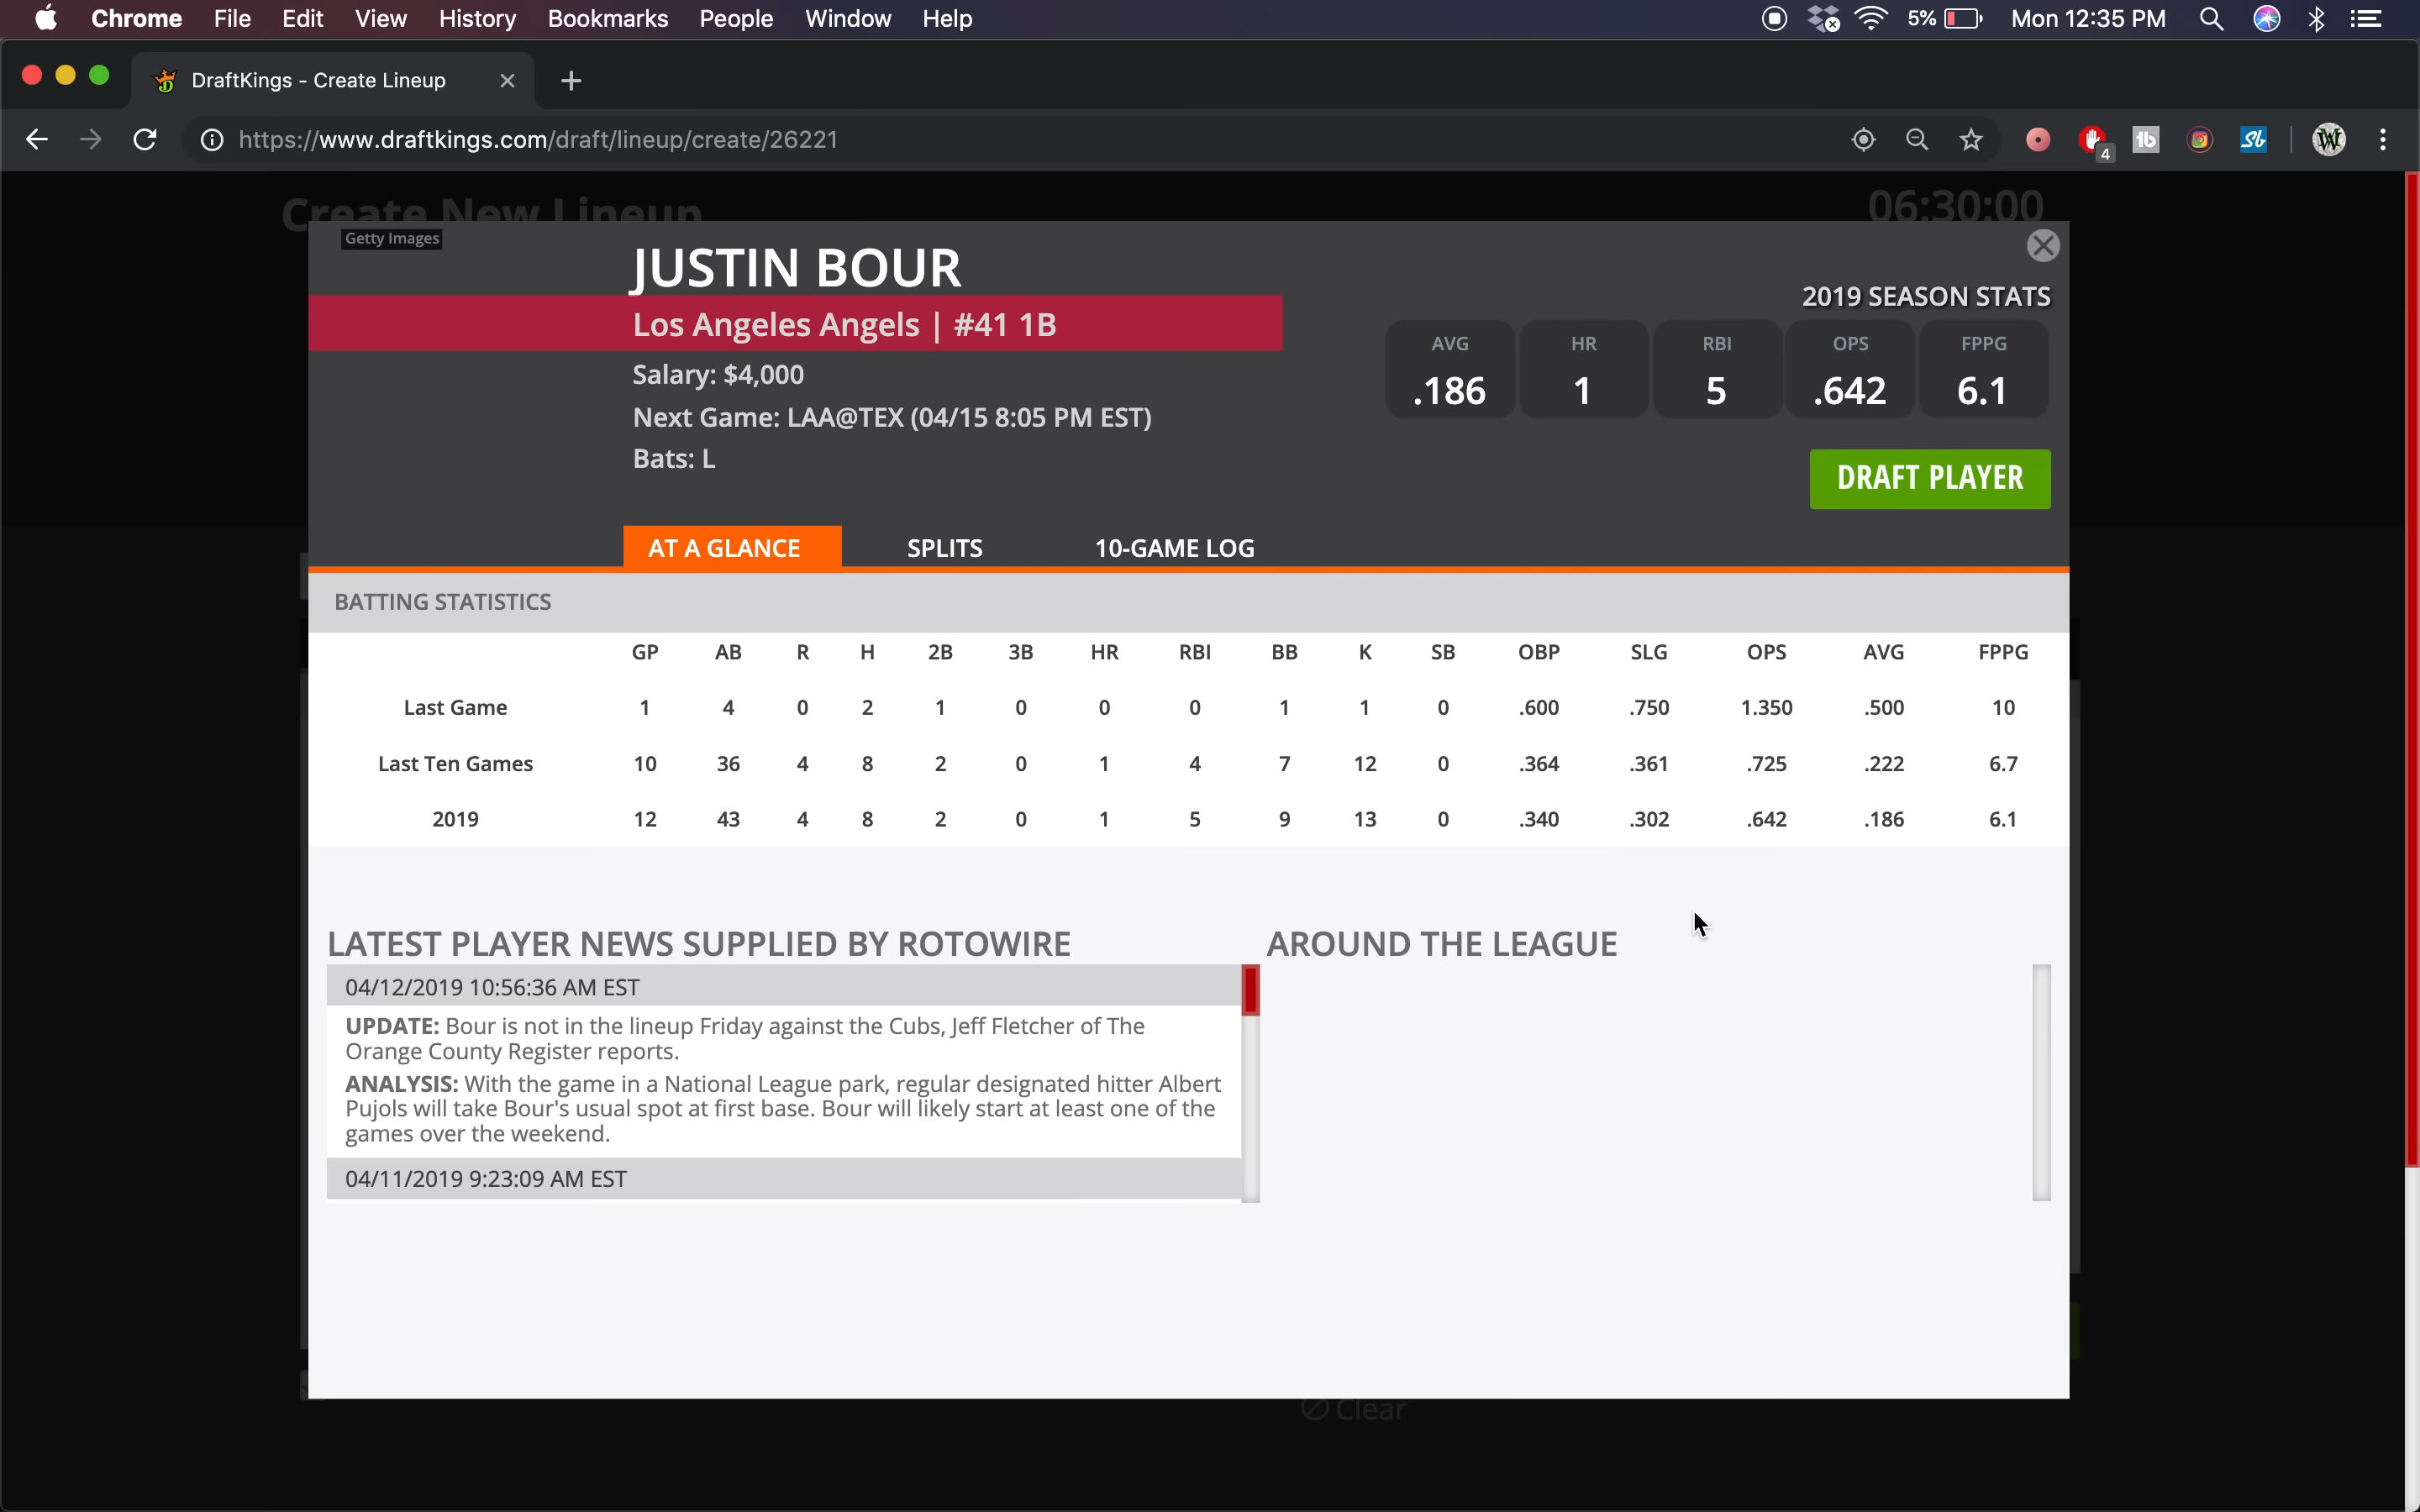 Chrome File Edit View History Bookmarks People Window Help 5% Mon 12:35 PM
DraftKings - Create Lineup
https://www.draftkings.com/draft/lineup/create/26221
4
tb
Sb
W
Create New Lineup 06:30:00
Getty Images
JUSTIN BOUR
Los Angeles Angels | #41 1B
Salary: $4,000
Next Game: LAA@TEX (04/15 8:05 PM EST)
Bats: L
2019 SEASON STATS
AVG HR RBI OPS FPPG
.186 1 5 .642 6.1
DRAFT PLAYER
AT A GLANCE SPLITS 10-GAME LOG
BATTING STATISTICS
GP AB R H 2B 3B HR RBI BB K SB OBP SLG OPS AVG FPPG
Last Game 1 4 0 2 1 0 0 0 1 1 0 .600 .750 1.350 .500 10
Last Ten Games 10 36 4 8 2 0 1 4 7 12 0 .364 .361 .725 .222 6.7
2019 12 43 4 8 2 0 1 5 9 13 0 .340 .302 .642 .186 6.1
LATEST PLAYER NEWS SUPPLIED BY ROTOWIRE
04/12/2019 10:56:36 AM EST
UPDATE: Bour is not in the lineup Friday against the Cubs, Jeff Fletcher of The
Orange County Register reports.
ANALYSIS: With the game in a National League park, regular designated hitter Albert
Pujols will take Bour's usual spot at first base. Bour will likely start at least one of the
games over the weekend.
04/11/2019 9:23:09 AM EST
AROUND THE LEAGUE
Clear